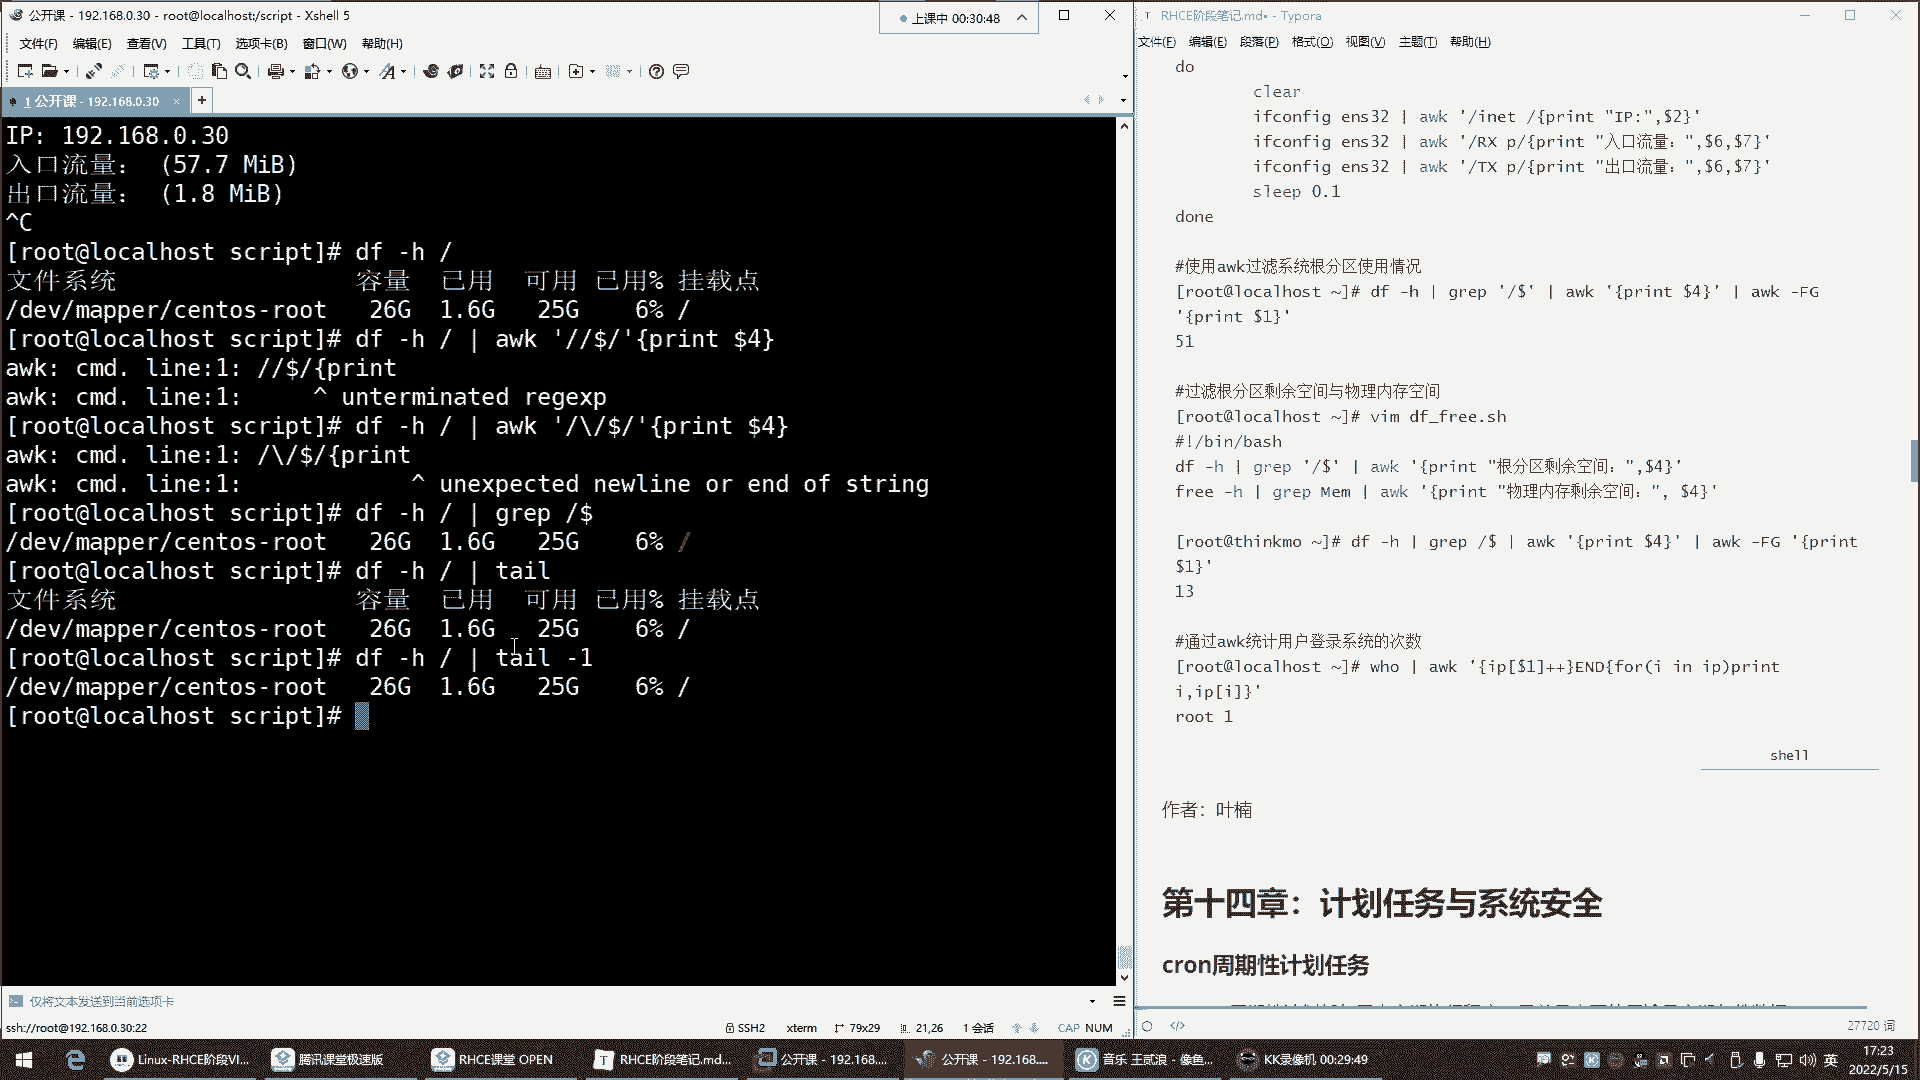 公开课 - 192.168.0.30 - root@localhost:/script - Xshell 5
上课中 00:30:48
文件(F) 编辑(E) 查看(V) 工具(T) 选项卡(B) 窗口(W) 帮助(H)
1 公开课 - 192.168.0.30
IP: 192.168.0.30
入口流量： (57.7 MiB)
出口流量： (1.8 MiB)
^C
[root@localhost script]# df -h /
文件系统 容量 已用 可用 已用% 挂载点
/dev/mapper/centos-root 26G 1.6G 25G 6% /
[root@localhost script]# df -h / | awk '//$/'{print $4}
awk: cmd. line:1: //$/{print
awk: cmd. line:1: ^ unterminated regexp
[root@localhost script]# df -h / | awk '/\/$/'{print $4}
awk: cmd. line:1: /\/$/{print
awk: cmd. line:1: ^ unexpected newline or end of string
[root@localhost script]# df -h / | grep /$
/dev/mapper/centos-root 26G 1.6G 25G 6% /
[root@localhost script]# df -h / | tail
文件系统 容量 已用 可用 已用% 挂载点
/dev/mapper/centos-root 26G 1.6G 25G 6% /
[root@localhost script]# df -h / | tail -1
/dev/mapper/centos-root 26G 1.6G 25G 6% /
[root@localhost script]#
仅将文本发送到当前选项卡
ssh://root@192.168.0.30:22 SSH2 xterm 79x29 21,26 1 会话 CAP NUM
RHCE阶段笔记.md• - Typora
文件(F) 编辑(E) 段落(P) 格式(O) 视图(V) 主题(T) 帮助(H)
do
clear
ifconfig ens32 | awk '/inet /{print "IP:",$2}'
ifconfig ens32 | awk '/RX p/{print "入口流量：",$6,$7}'
ifconfig ens32 | awk '/TX p/{print "出口流量：",$6,$7}'
sleep 0.1
done
#使用awk过滤系统根分区使用情况
[root@localhost ~]# df -h | grep '/$' | awk '{print $4}' | awk -FG
'{print $1}'
51
#过滤根分区剩余空间与物理内存空间
[root@localhost ~]# vim df_free.sh
#!/bin/bash
df -h | grep '/$' | awk '{print "根分区剩余空间：",$4}'
free -h | grep Mem | awk '{print "物理内存剩余空间：", $4}'
[root@thinkmo ~]# df -h | grep /$ | awk '{print $4}' | awk -FG '{print
$1}'
13
#通过awk统计用户登录系统的次数
[root@localhost ~]# who | awk '{ip[$1]++}END{for(i in ip)print
i,ip[i]}'
root 1
shell
作者：叶楠
第十四章：计划任务与系统安全
cron周期性计划任务
27720 词
Linux-RHCE阶段VI... 腾讯课堂极速版 RHCE课堂 OPEN RHCE阶段笔记.md... 公开课 - 192.168.... 公开课 - 192.168.... 音乐 王贰浪 - 像鱼... KK录像机 00:29:49 英 17:23
2022/5/15